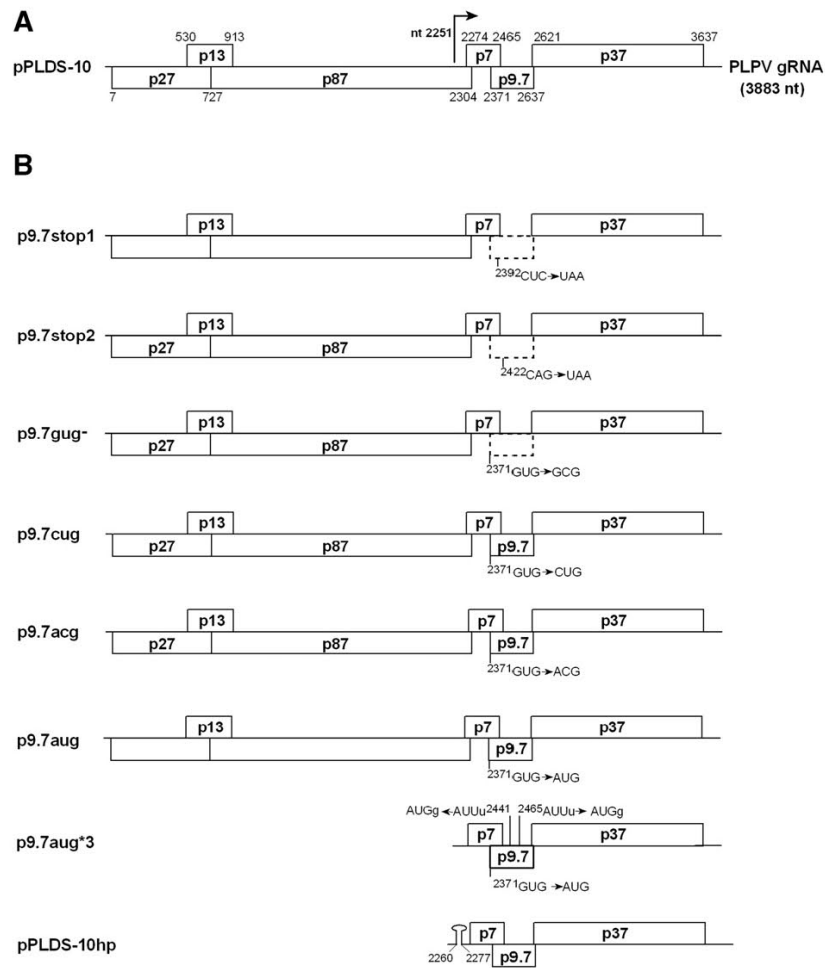 A
530 913 nt 2251 2274 2465 2621 3637
p13 p7 p37
pPLDS-10 PLPV gRNA
p27 p87 p9.7 (3883 nt)
7 727 2304 2371 2637
B
p13 p7 p37
p9.7stop1
2392CUC→UAA
p13 p7 p37
p9.7stop2
p27 p87
2422CAG→UAA
p13 p7 p37
p9.7gug-
p27 p87
2371GUG→GCG
p13 p7 p37
p9.7cug
p27 p87 p9.7
2371GUG→CUG
p13 p7 p37
p9.7acg
p27 p87 p9.7
2371GUG→ACG
p13 p7 p37
p9.7aug
p9.7
2371GUG→AUG
AUGg←AUUu2441 2465AUUu→AUGg
p7 p37
p9.7aug*3
p9.7
2371GUG→AUG
p7 p37
pPLDS-10hp
2260 2277 p9.7